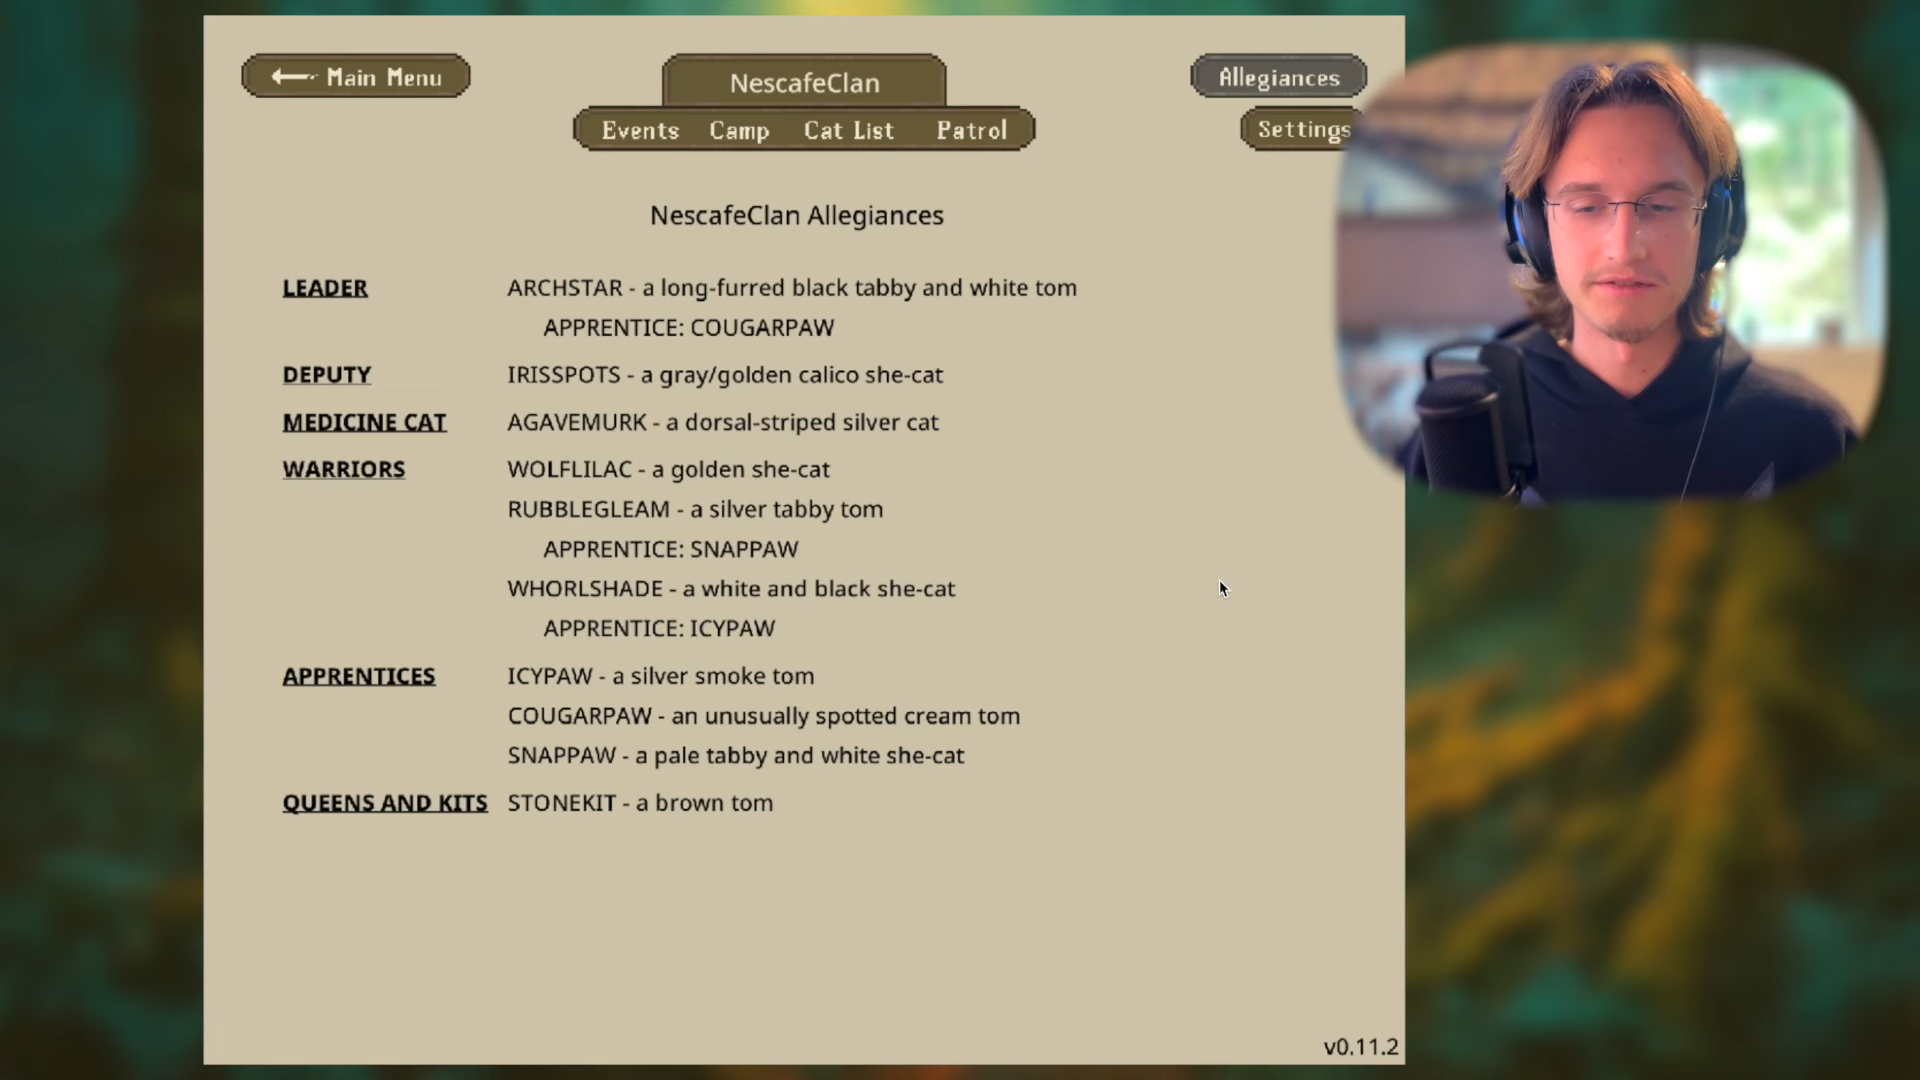 Main Menu
NescafeClan
Allegiances
Events Camp Cat List Patrol
Settings
NescafeClan Allegiances
LEADER ARCHSTAR - a long-furred black tabby and white tom
APPRENTICE: COUGARPAW
DEPUTY IRISSPOTS - a gray/golden calico she-cat
MEDICINE CAT AGAVEMURK - a dorsal-striped silver cat
WARRIORS WOLFLILAC - a golden she-cat
RUBBLEGLEAM - a silver tabby tom
APPRENTICE: SNAPPAW
WHORLSHADE - a white and black she-cat
APPRENTICE: ICYPAW
APPRENTICES ICYPAW - a silver smoke tom
COUGARPAW - an unusually spotted cream tom
SNAPPAW - a pale tabby and white she-cat
QUEENS AND KITS STONEKIT - a brown tom
v0.11.2